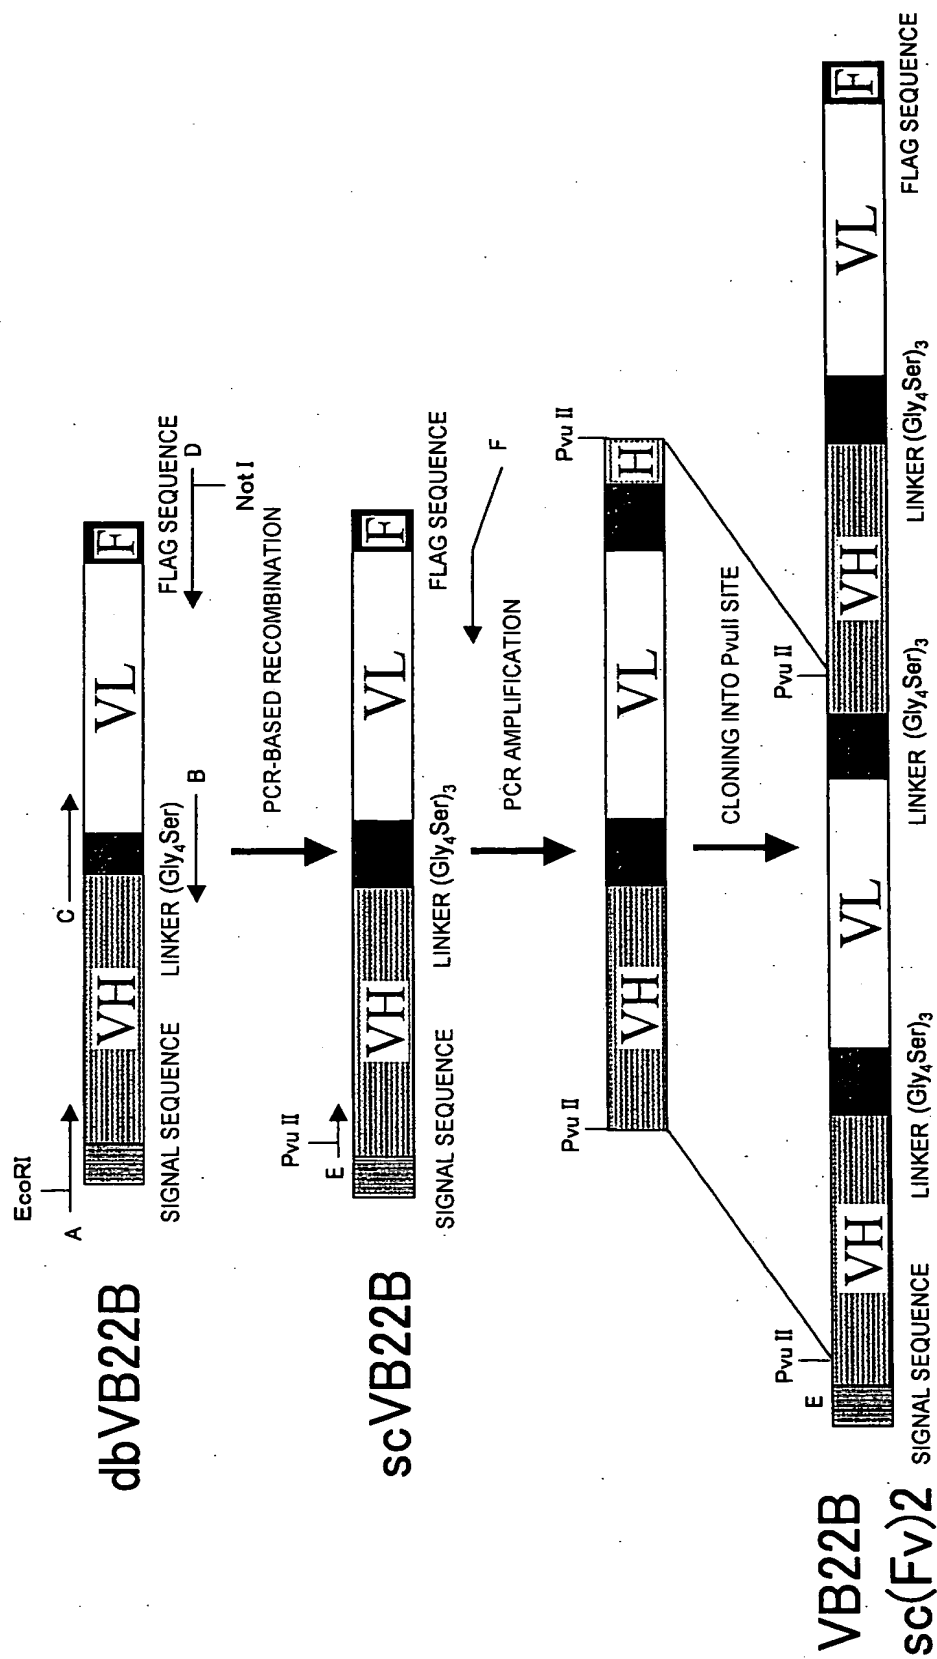 dbVB22B
EcoRI
A
C
VH
VL
F
SIGNAL SEQUENCE
LINKER (Gly4Ser)
FLAG SEQUENCE
B
D
Not I
PCR-BASED RECOMBINATION
scVB22B
Pvu II
E
VH
VL
F
SIGNAL SEQUENCE
LINKER (Gly4Ser)3
FLAG SEQUENCE
F
PCR AMPLIFICATION
Pvu II
Pvu II
VH
VL
H
CLONING INTO PvuII SITE
VB22B
sc(Fv)2
E
Pvu II
Pvu II
VH
VL
VH
VL
F
SIGNAL SEQUENCE
LINKER (Gly4Ser)3
LINKER (Gly4Ser)3
LINKER (Gly4Ser)3
FLAG SEQUENCE